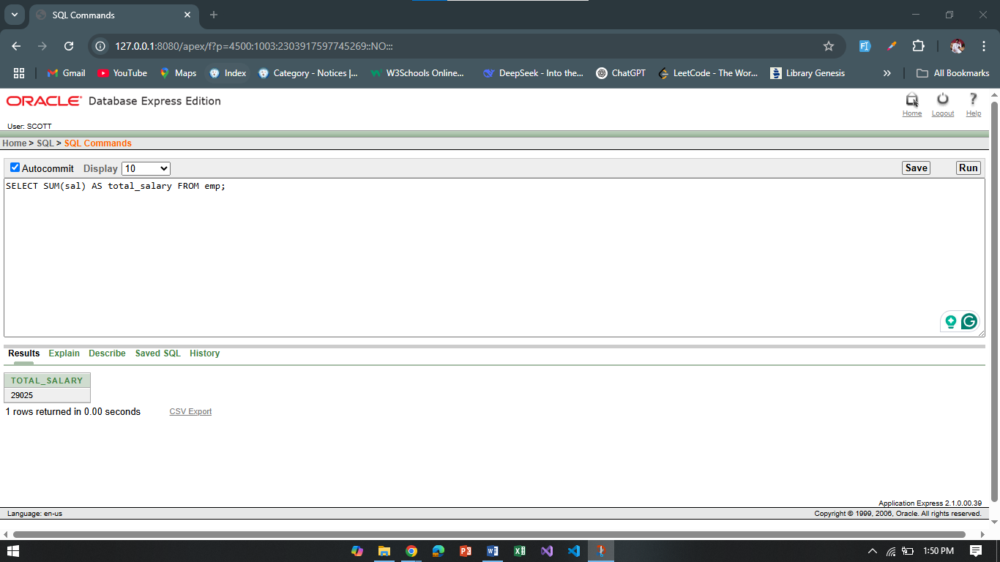 SQL Commands
127.0.0.1:8080/apex/f?p=4500:1003:2303917597745269::NO:::
Gmail YouTube Maps Index Category - Notices |... W3Schools Online... DeepSeek - Into the... ChatGPT LeetCode - The Wor... Library Genesis » All Bookmarks
ORACLE Database Express Edition
Home Logout Help
User: SCOTT
Home > SQL > SQL Commands
Autocommit Display 10 Save Run
SELECT SUM(sal) AS total_salary FROM emp;
Results Explain Describe Saved SQL History
TOTAL_SALARY
29025
1 rows returned in 0.00 seconds CSV Export
Application Express 2.1.0.00.39
Language: en-us Copyright © 1999, 2006, Oracle. All rights reserved.
1:50 PM